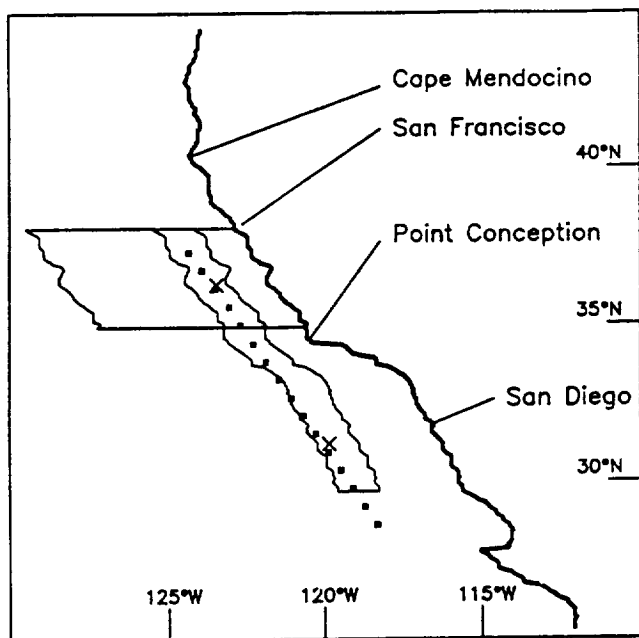 Cape Mendocino
San Francisco
40°N
Point Conception
35°N
San Diego
30°N
125°W 120°W 115°W